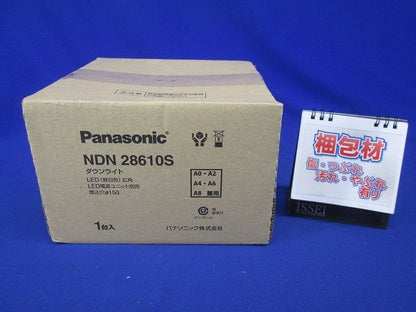 Panasonic
NDN 28610S
ダウンライト
LED(昼白色)広角
LED電源ユニット別売
埋込穴φ150
1台入
A0・A2
A4・A6
A8 兼用
パナソニック株式会社
梱包材
傷・つぶれ
汚れ・やぶれ
有り
ISSEI